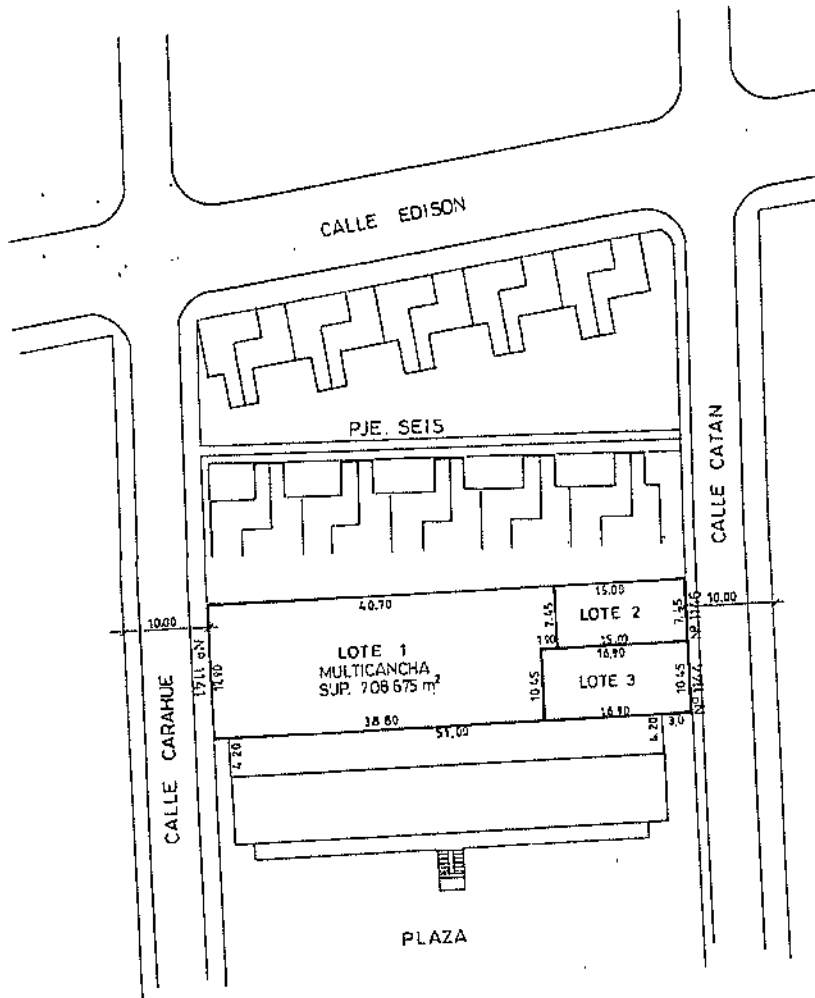 CALLE EDISON
PJE. SEIS
CALLE CATAN
15.00
40.70
7.45
LOTE 2
7.45
Nº 1146
10.00
10.00
Nº 1141
LOTE 1
MULTICANCHA
SUP. 708 675 m²
1.90
15.00
16.90
10.45
LOTE 3
10.45
Nº 1144
38.80
16.90
51.00
4.20
4.20
3.0
CALLE CARAHUE
PLAZA